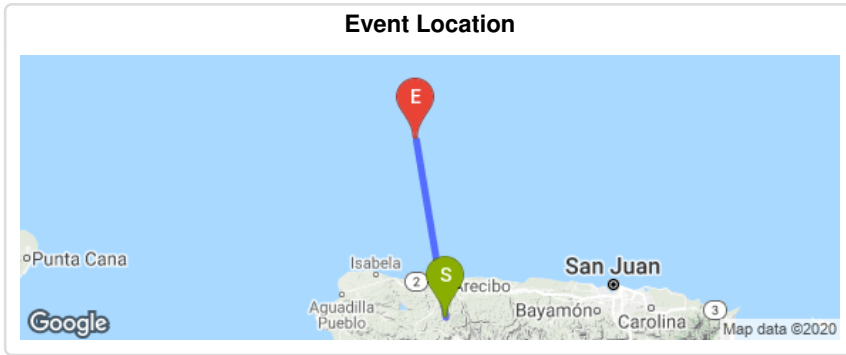 Event Location
E
Punta Cana
Isabela
2
S
Arecibo
San Juan
Aguadilla
Pueblo
Bayamón
Carolina
3
Google
Map data ©2020